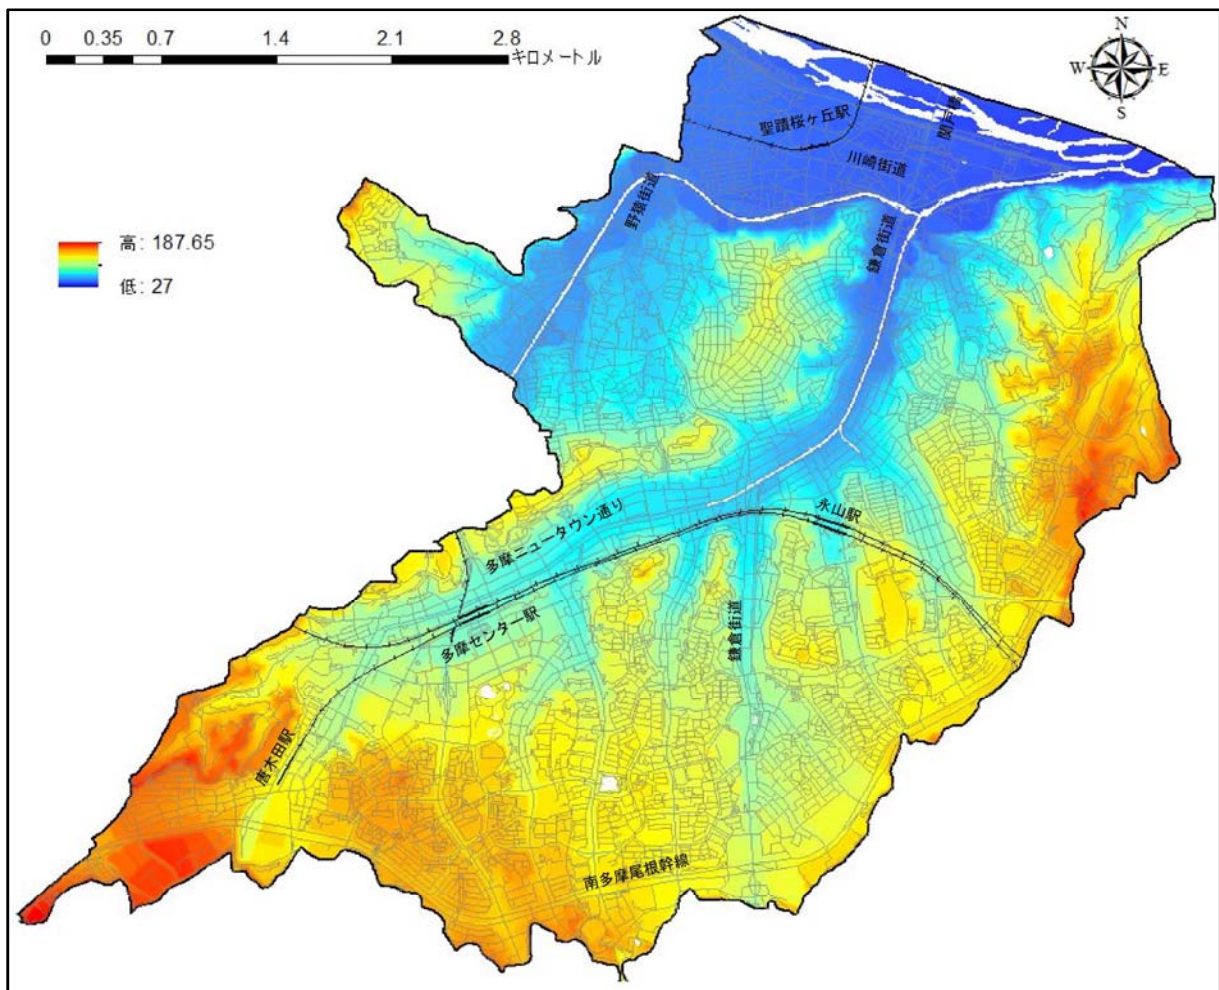 0 0.35 0.7 1.4 2.1 2.8
キロメートル
N
W E
S
高: 187.65
低: 27
聖蹟桜ヶ丘駅
関戸橋
川崎街道
野猿街道
鎌倉街道
永山駅
多摩ニュータウン通り
多摩センター駅
鎌倉街道
唐木田駅
南多摩尾根幹線